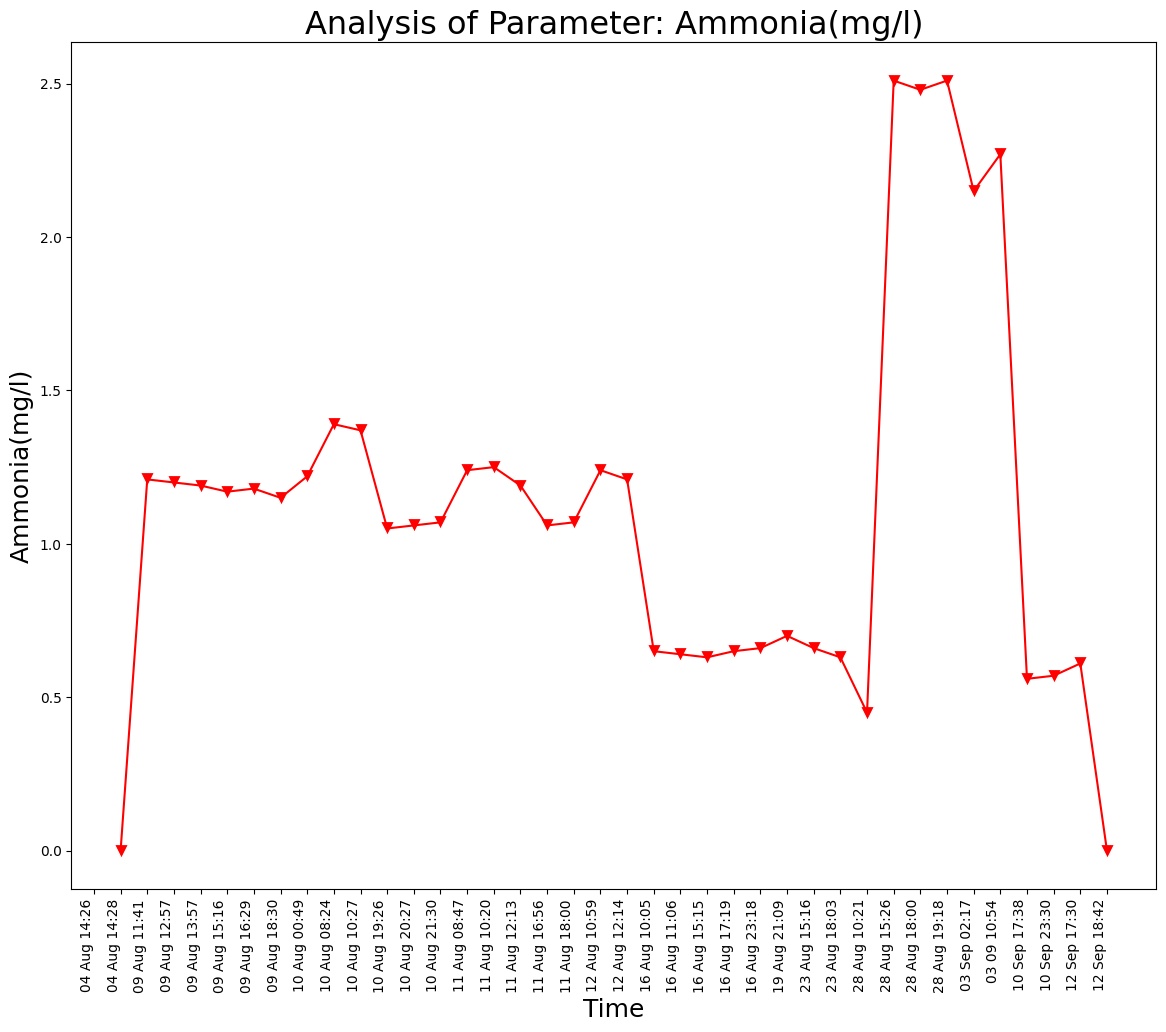 Analysis of Parameter: Ammonia(mg/l)
Ammonia(mg/l)
2.5
2.0
1.5
1.0
0.5
0.0
04 Aug 14:26
04 Aug 14:28
09 Aug 11:41
09 Aug 12:57
09 Aug 13:57
09 Aug 15:16
09 Aug 16:29
09 Aug 18:30
10 Aug 00:49
10 Aug 08:24
10 Aug 10:27
10 Aug 19:26
10 Aug 20:27
10 Aug 21:30
11 Aug 08:47
11 Aug 10:20
11 Aug 12:13
11 Aug 16:56
11 Aug 18:00
12 Aug 10:59
12 Aug 12:14
16 Aug 10:05
16 Aug 11:06
16 Aug 15:15
16 Aug 17:19
16 Aug 23:18
19 Aug 21:09
23 Aug 15:16
23 Aug 18:03
28 Aug 10:21
28 Aug 15:26
28 Aug 18:00
28 Aug 19:18
03 Sep 02:17
03 09 10:54
10 Sep 17:38
10 Sep 23:30
12 Sep 17:30
12 Sep 18:42
Time